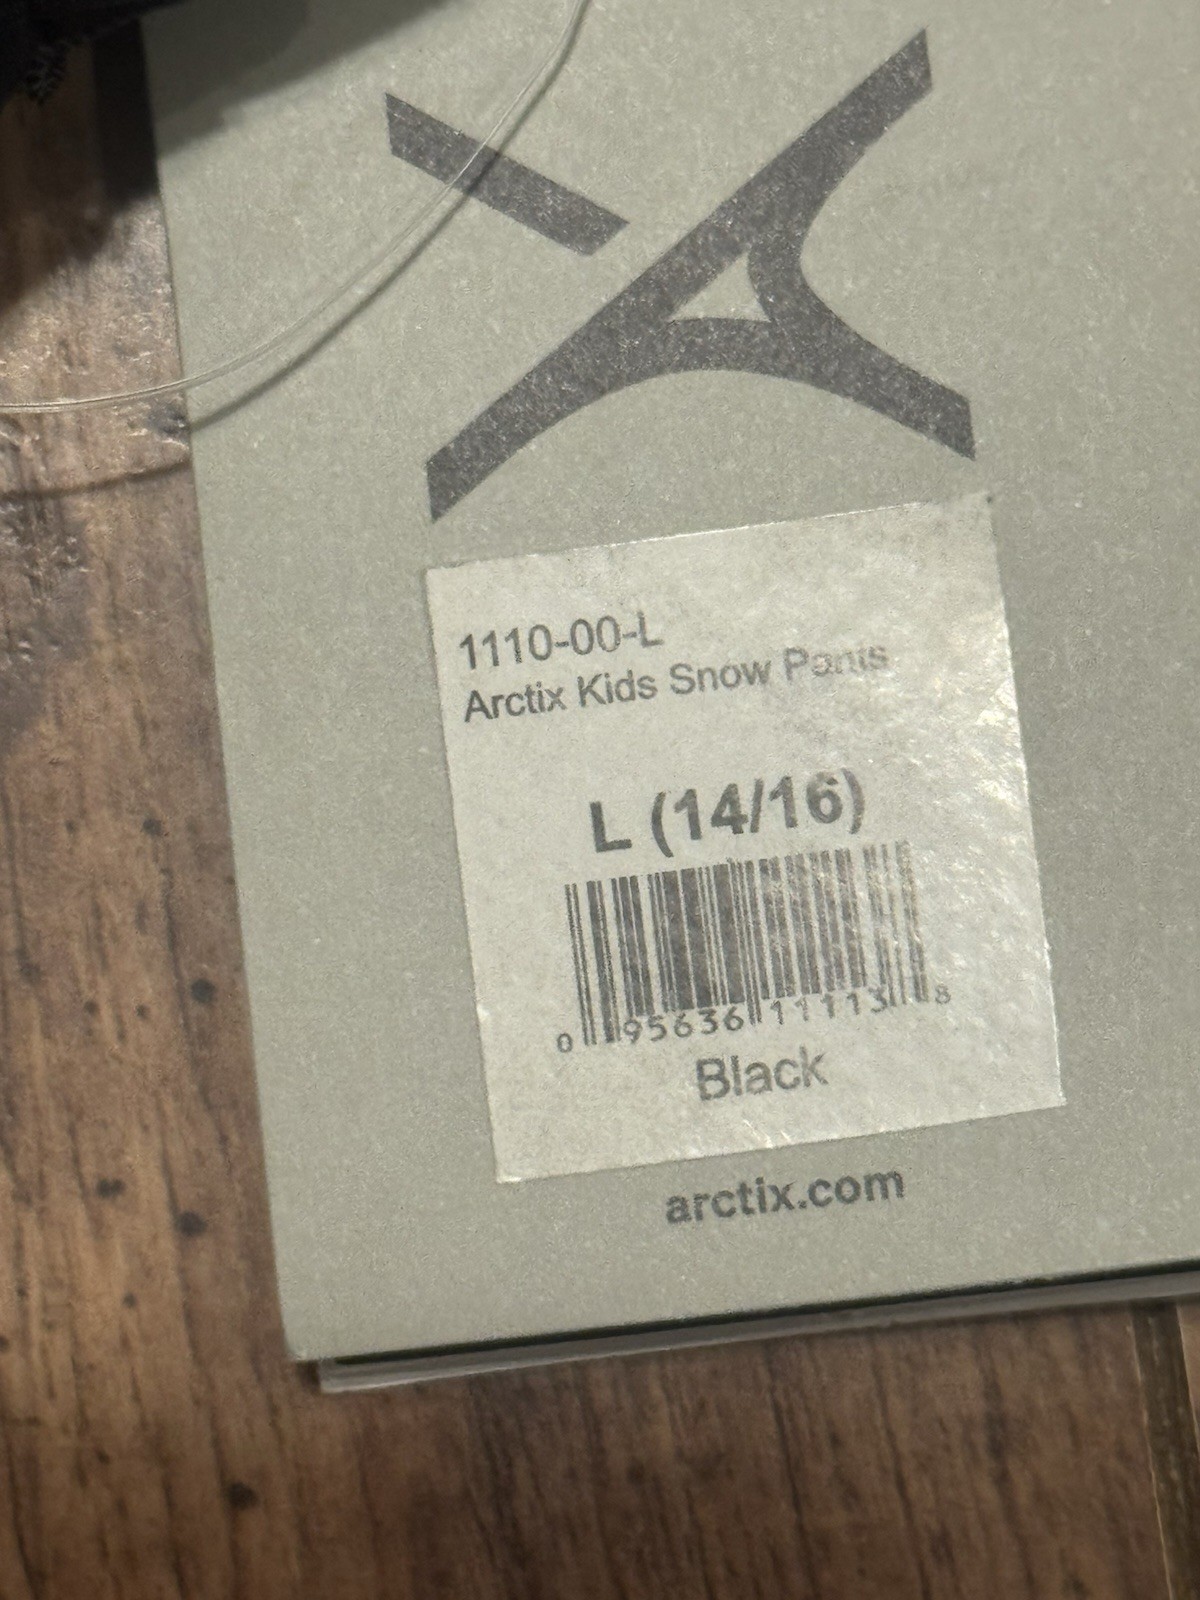 1110-00-L
Arctix Kids Snow Pants
L (14/16)
0 95636 11113 8
Black
arctix.com